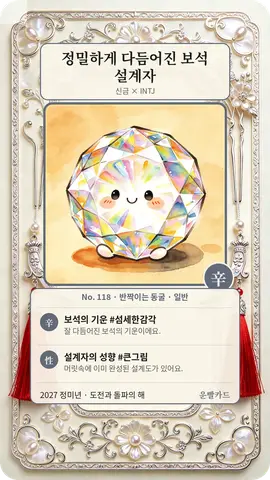 정밀하게 다듬어진 보석
설계자
신금 × INTJ
辛
No. 118 · 반짝이는 동굴 · 일반
辛 보석의 기운 #섬세한감각
잘 다듬어진 보석의 기운이에요.
性 설계자의 성향 #큰그림
머릿속에 이미 완성된 설계도가 있어요.
2027 정미년 · 도전과 돌파의 해 운빨카드